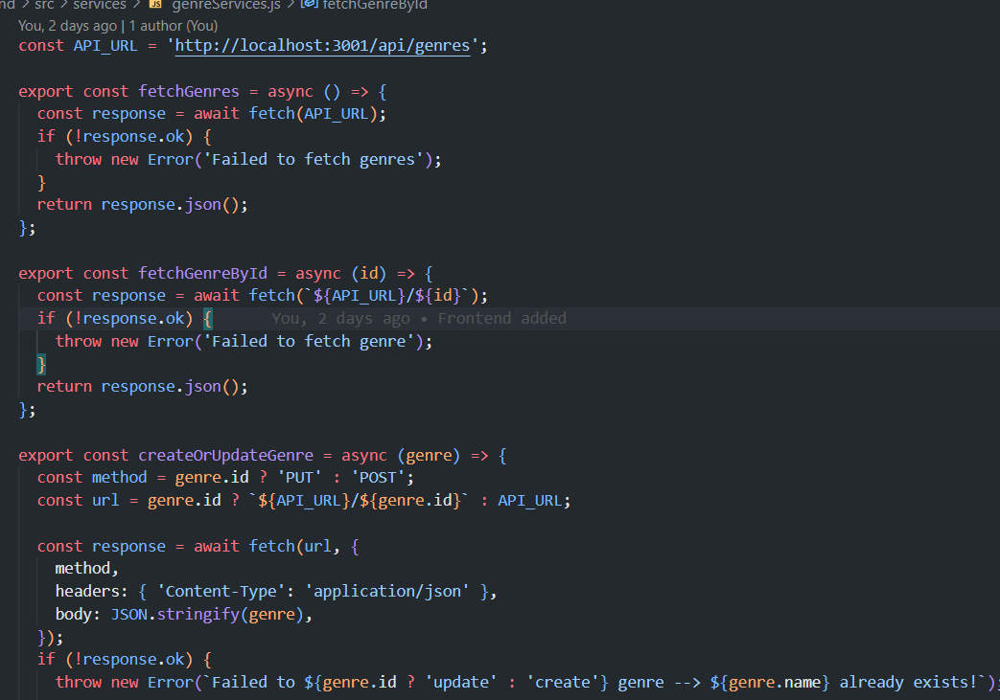 nd > src > services > JS genreServices.js > fetchGenreById
You, 2 days ago | 1 author (You)
const API_URL = 'http://localhost:3001/api/genres';
export const fetchGenres = async () => {
const response = await fetch(API_URL);
if (!response.ok) {
throw new Error('Failed to fetch genres');
}
return response.json();
};
export const fetchGenreById = async (id) => {
const response = await fetch(`${API_URL}/${id}`);
if (!response.ok) { You, 2 days ago • Frontend added
throw new Error('Failed to fetch genre');
}
return response.json();
};
export const createOrUpdateGenre = async (genre) => {
const method = genre.id ? 'PUT' : 'POST';
const url = genre.id ? `${API_URL}/${genre.id}` : API_URL;
const response = await fetch(url, {
method,
headers: { 'Content-Type': 'application/json' },
body: JSON.stringify(genre),
});
if (!response.ok) {
throw new Error(`Failed to ${genre.id ? 'update' : 'create'} genre --> ${genre.name} already exists!`);